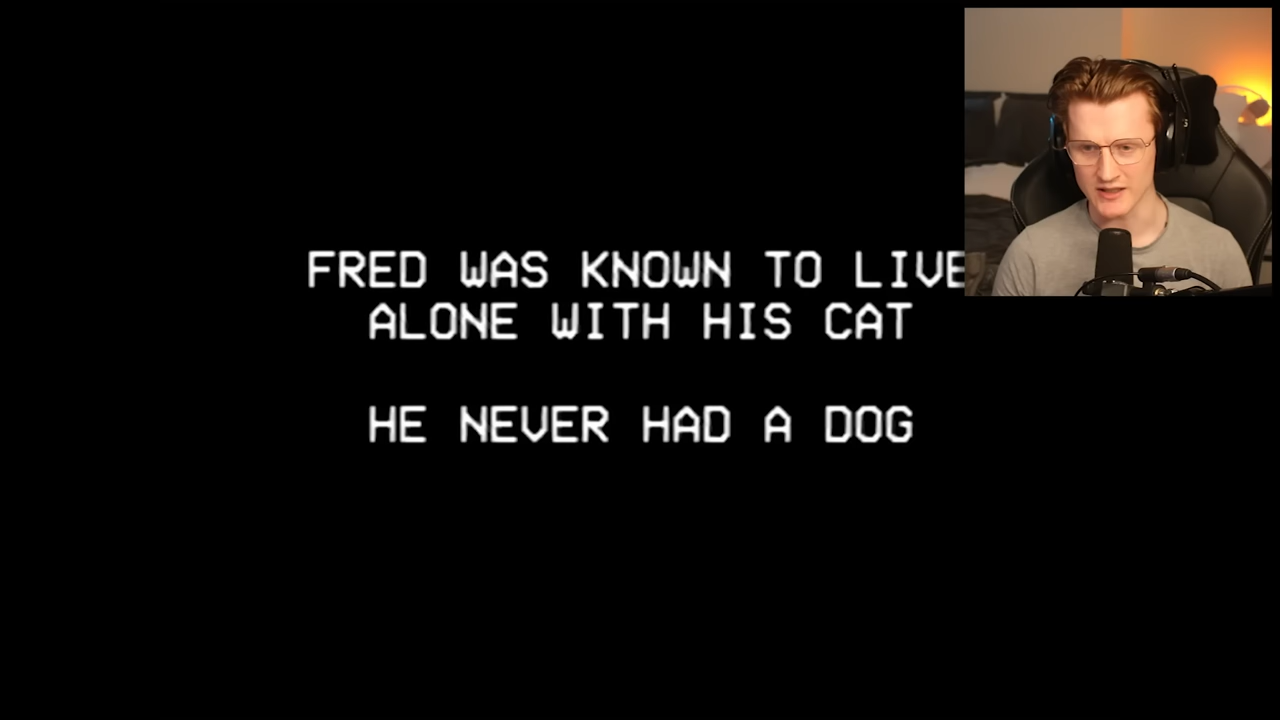 FRED WAS KNOWN TO LIVE
ALONE WITH HIS CAT
HE NEVER HAD A DOG